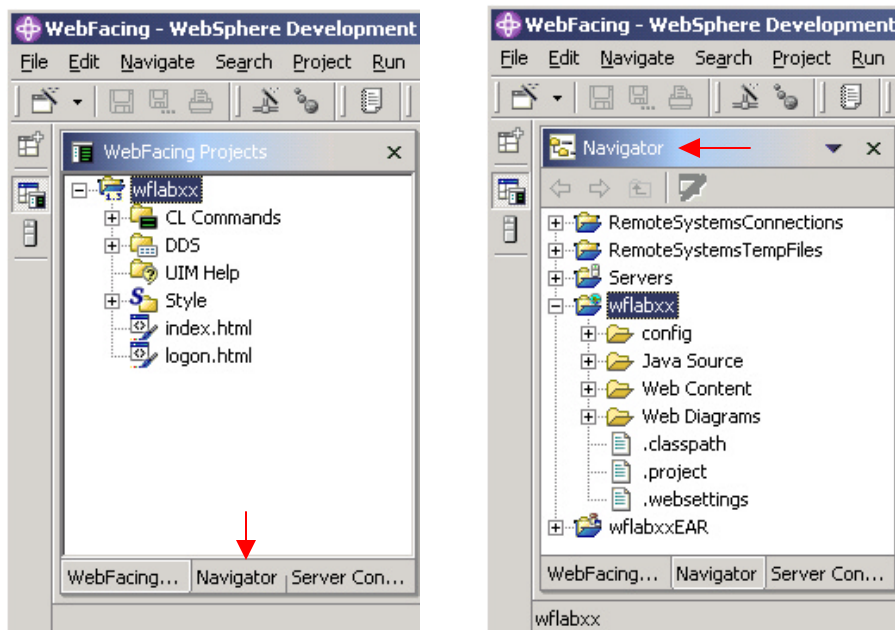 WebFacing - WebSphere Development
File Edit Navigate Search Project Run
WebFacing Projects
wflabxx
CL Commands
DDS
UIM Help
Style
index.html
logon.html
WebFacing... Navigator Server Con...
WebFacing - WebSphere Development
File Edit Navigate Search Project Run
Navigator
RemoteSystemsConnections
RemoteSystemsTempFiles
Servers
wflabxx
config
Java Source
Web Content
Web Diagrams
.classpath
.project
.websettings
wflabxxEAR
WebFacing... Navigator Server Con...
wflabxx